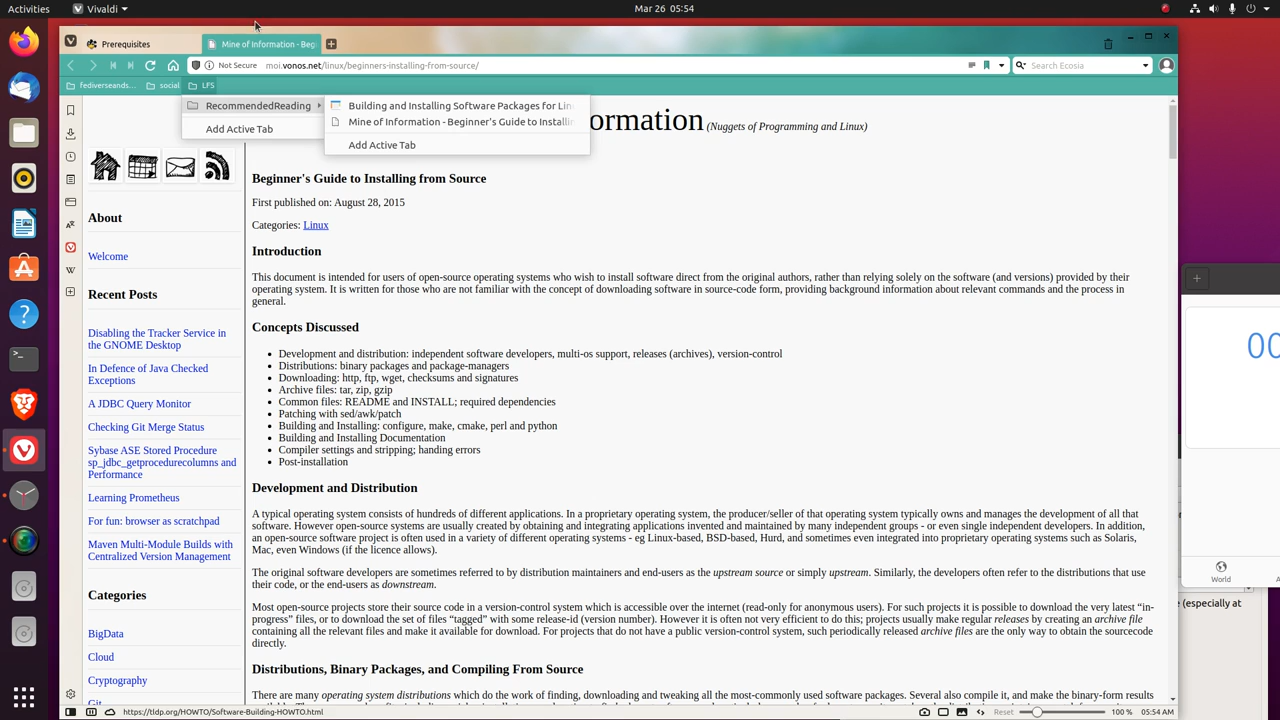 Activities
Vivaldi
Mar 26 05:54
Prerequisites
Mine of Information - Beg
Not Secure
moi.vonos.net/linux/beginners-installing-from-source/
Search Ecosia
fediverseands...
social
LFS
RecommendedReading
Add Active Tab
Building and Installing Software Packages for Lin
Mine of Information - Beginner's Guide to Installin
Add Active Tab
ormation (Nuggets of Programming and Linux)
About
Welcome
Recent Posts
Disabling the Tracker Service in
the GNOME Desktop
In Defence of Java Checked
Exceptions
A JDBC Query Monitor
Checking Git Merge Status
Sybase ASE Stored Procedure
sp_jdbc_getprocedurecolumns and
Performance
Learning Prometheus
For fun: browser as scratchpad
Maven Multi-Module Builds with
Centralized Version Management
Categories
BigData
Cloud
Cryptography
Git
Beginner's Guide to Installing from Source
First published on: August 28, 2015
Categories: Linux
Introduction
This document is intended for users of open-source operating systems who wish to install software direct from the original authors, rather than relying solely on the software (and versions) provided by their
operating system. It is written for those who are not familiar with the concept of downloading software in source-code form, providing background information about relevant commands and the process in
general.
Concepts Discussed
Development and distribution: independent software developers, multi-os support, releases (archives), version-control
Distributions: binary packages and package-managers
Downloading: http, ftp, wget, checksums and signatures
Archive files: tar, zip, gzip
Common files: README and INSTALL; required dependencies
Patching with sed/awk/patch
Building and Installing: configure, make, cmake, perl and python
Building and Installing Documentation
Compiler settings and stripping; handing errors
Post-installation
Development and Distribution
A typical operating system consists of hundreds of different applications. In a proprietary operating system, the producer/seller of that operating system typically owns and manages the development of all that
software. However open-source systems are usually created by obtaining and integrating applications invented and maintained by many independent groups - or even single independent developers. In addition,
an open-source software project is often used in a variety of different operating systems - eg Linux-based, BSD-based, Hurd, and sometimes even integrated into proprietary operating systems such as Solaris,
Mac, even Windows (if the licence allows).
The original software developers are sometimes referred to by distribution maintainers and end-users as the upstream source or simply upstream. Similarly, the developers often refer to the distributions that use
their code, or the end-users as downstream.
Most open-source projects store their source code in a version-control system which is accessible over the internet (read-only for anonymous users). For such projects it is possible to download the very latest “in-
progress” files, or to download the set of files “tagged” with some release-id (version number). However it is often not very efficient to do this; projects usually make regular releases by creating an archive file
containing all the relevant files and make it available for download. For projects that do not have a public version-control system, such periodically released archive files are the only way to obtain the sourcecode
directly.
Distributions, Binary Packages, and Compiling From Source
There are many operating system distributions which do the work of finding, downloading and tweaking all the most-commonly used software packages. Several also compile it, and make the binary-form results
00
World
e (especially at
https://tldp.org/HOWTO/Software-Building-HOWTO.html
Reset
100 %
05:54 AM